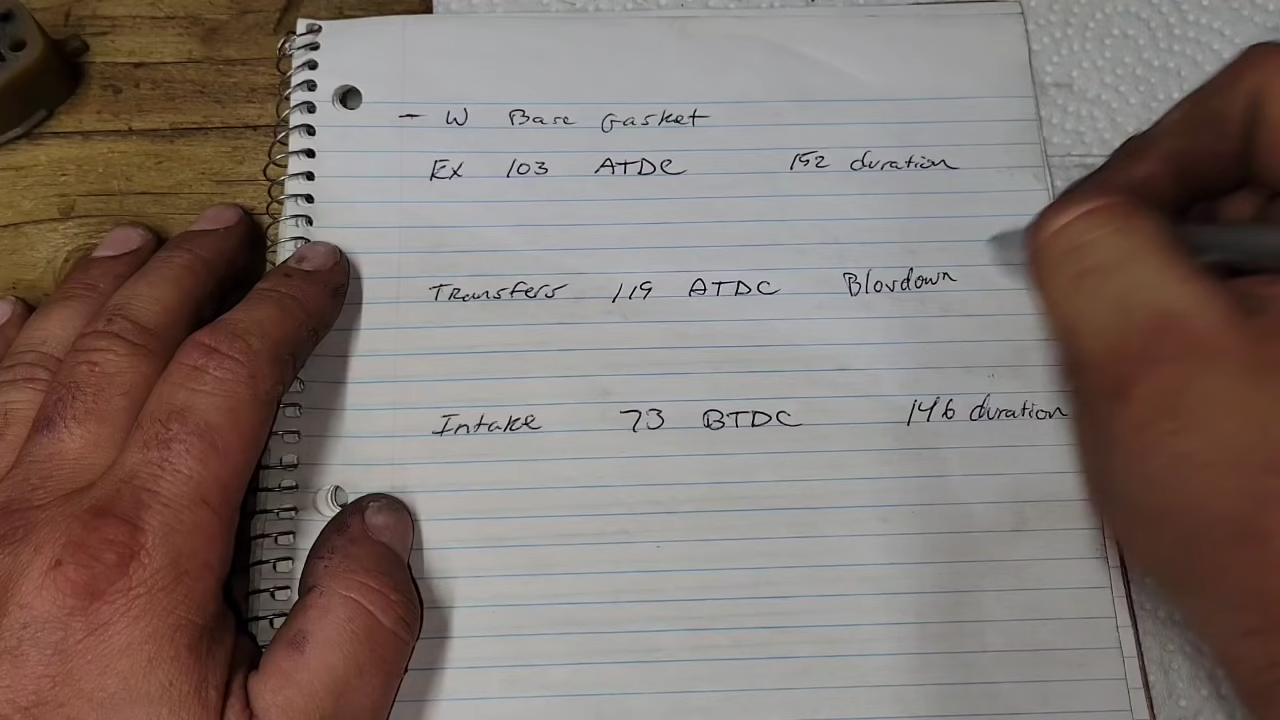 - W Base Gasket
Ex 103 ATDC 152 duration
Transfers 119 ATDC Blowdown
Intake 73 BTDC 146 duration